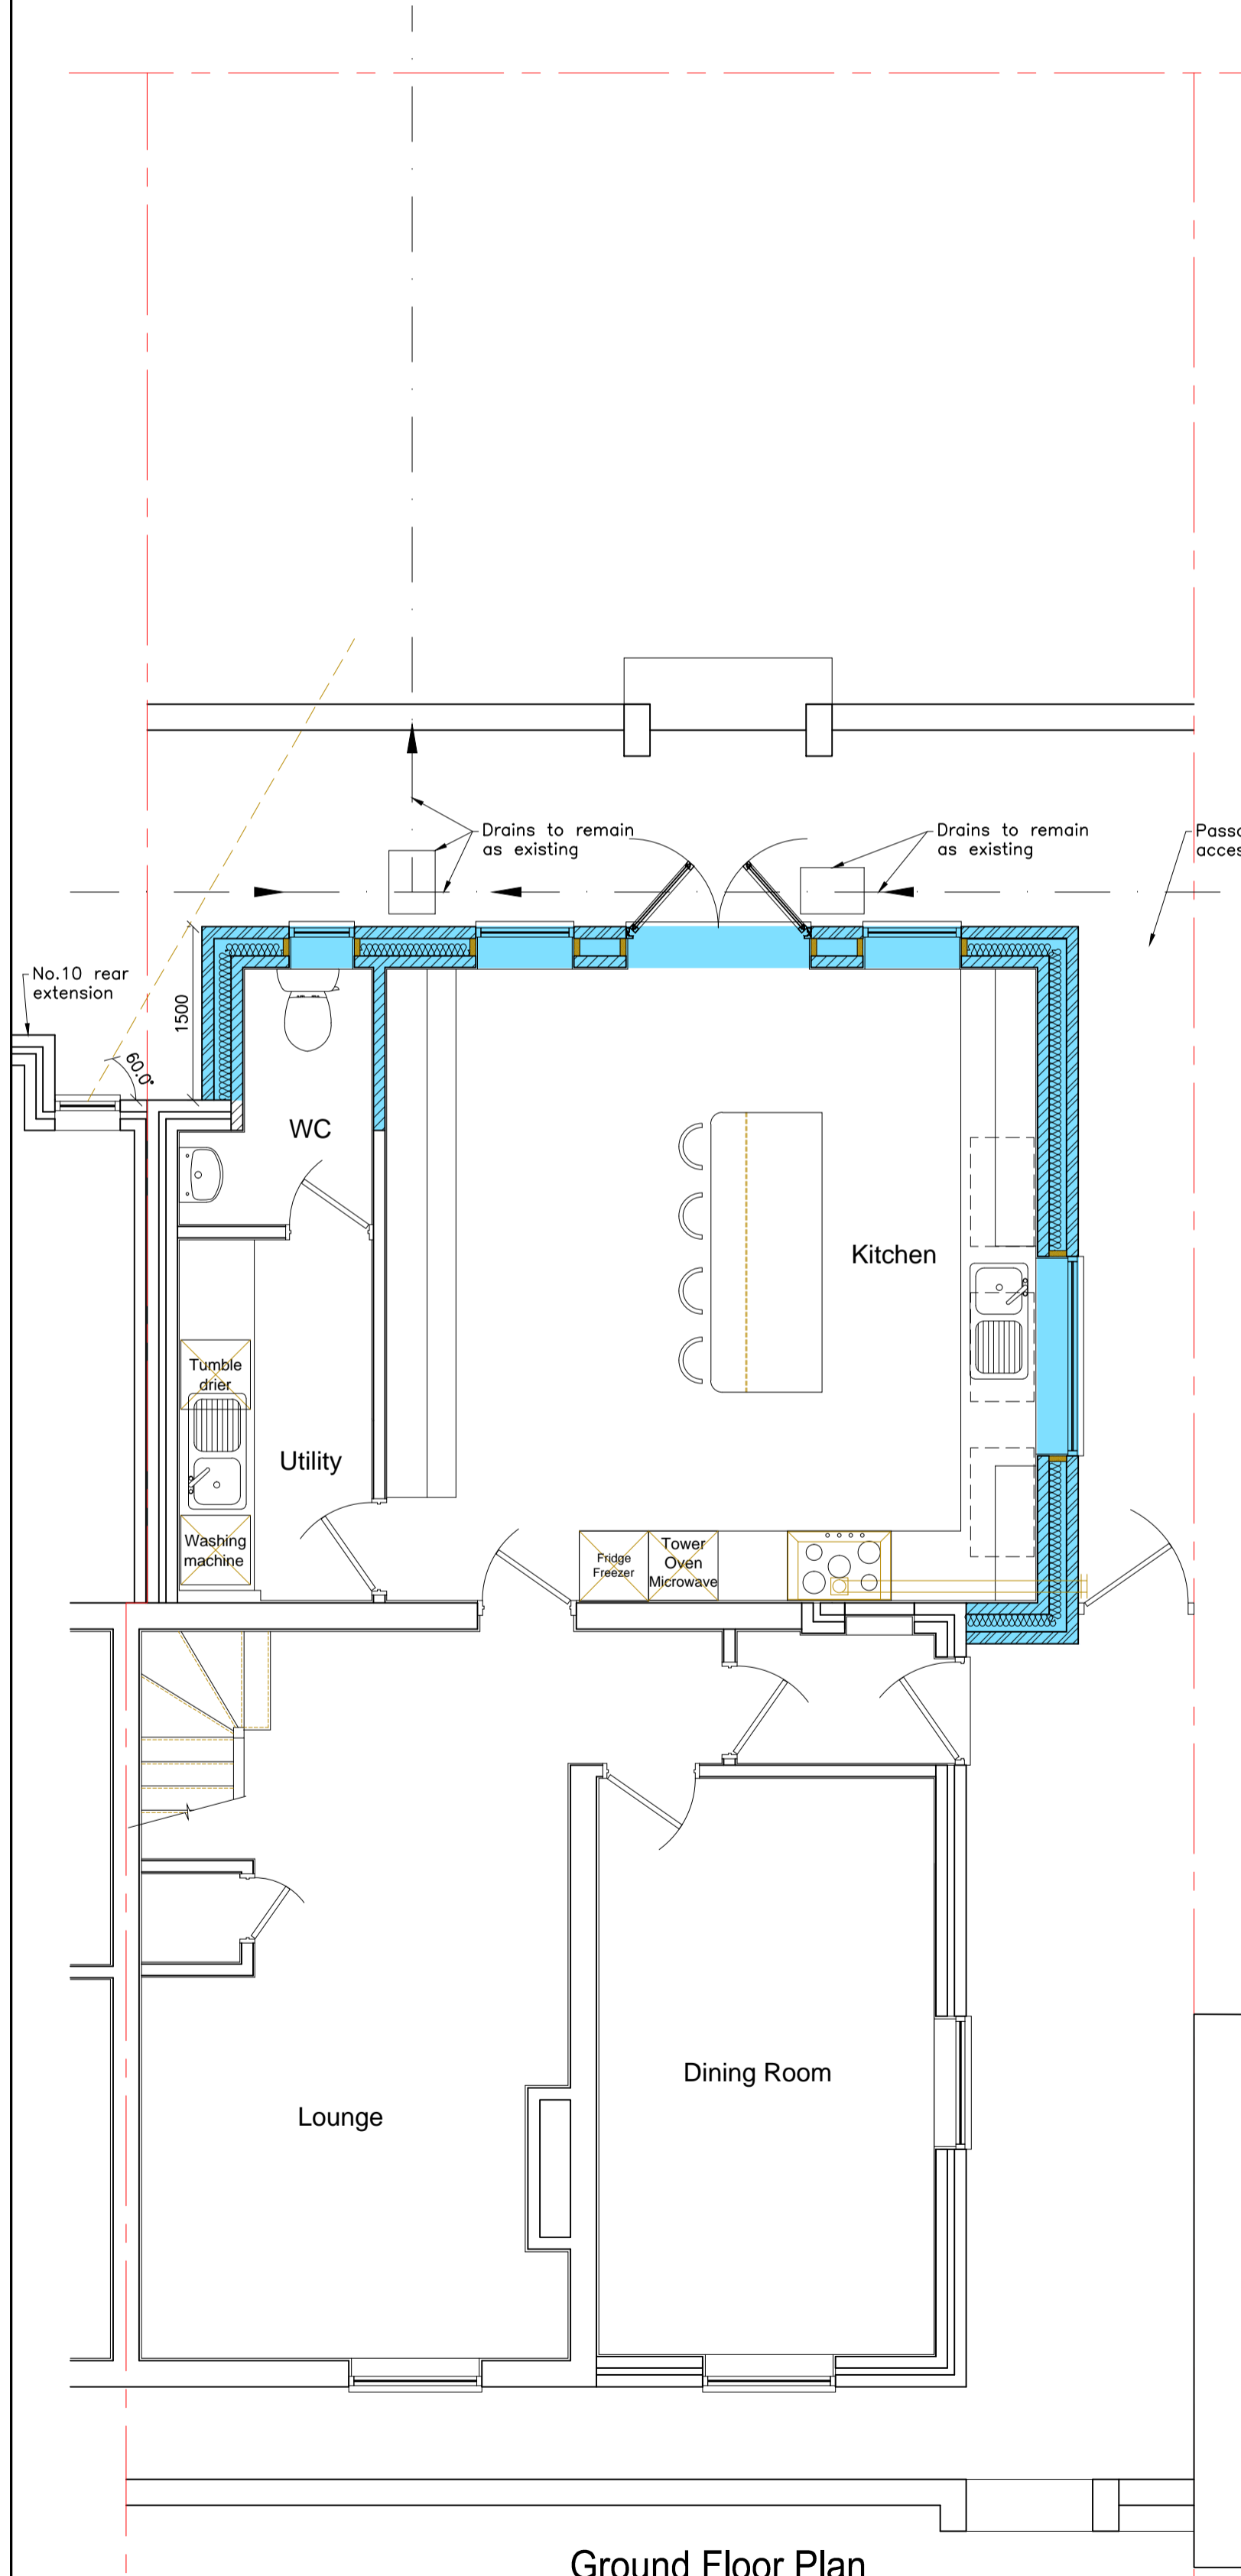 Drains to remain
as existing
Drains to remain
as existing
No.10 rear
extension
1500
60.0°
WC
Kitchen
Tumble
drier
Utility
Washing
machine
Fridge
Freezer
Tower
Oven
Microwave
Lounge
Dining Room
Ground Floor Plan